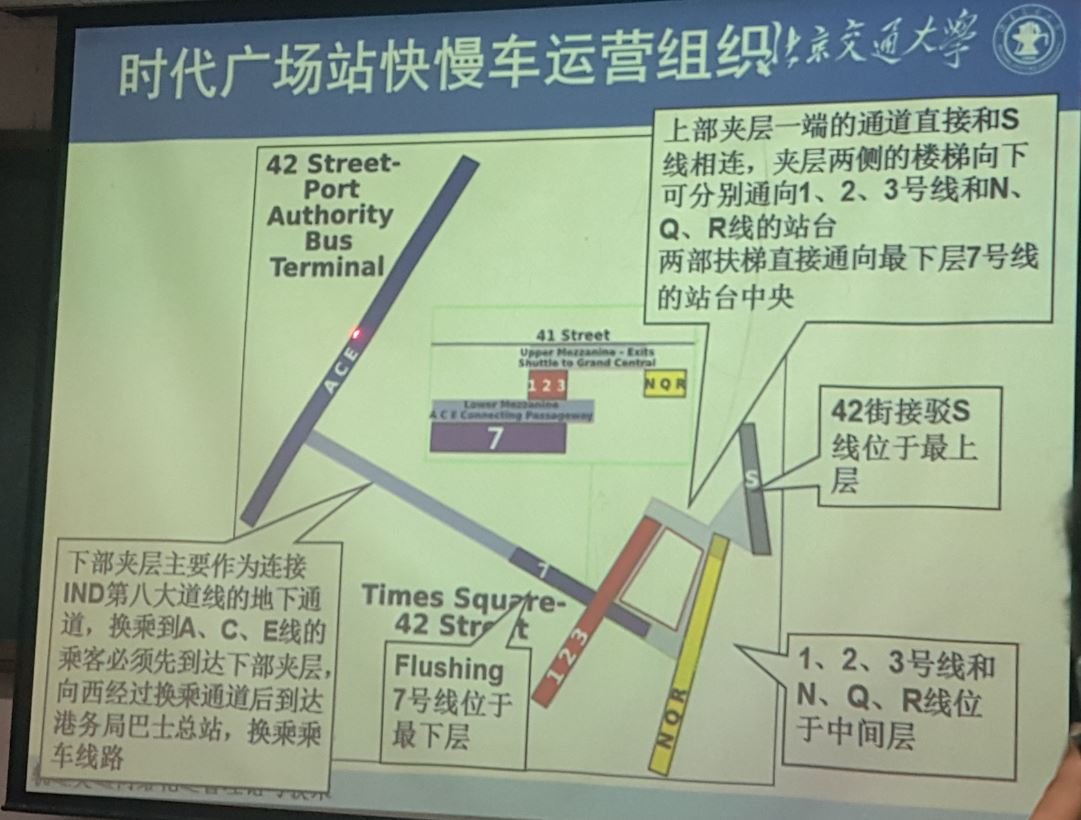 时代广场站快慢车运营组织
北京交通大学
42 Street-
Port
Authority
Bus
Terminal
A C E
上部夹层一端的通道直接和S
线相连，夹层两侧的楼梯向下
可分别通向1、2、3号线和N、
Q、R线的站台
两部扶梯直接通向最下层7号线
的站台中央
41 Street
Upper Mezzanine - Exits
Shuttle to Grand Central
1 2 3
N Q R
Lower Mezzanine
A C E Connecting Passageway
7
42街接驳S
线位于最上
层
S
下部夹层主要作为连接
IND第八大道线的地下通
道，换乘到A、C、E线的
乘客必须先到达下部夹层，
向西经过换乘通道后到达
港务局巴士总站，换乘乘
车线路
7
Times Square-
42 Street
1 2 3
N Q R
Flushing
7号线位于
最下层
1、2、3号线和
N、Q、R线位
于中间层